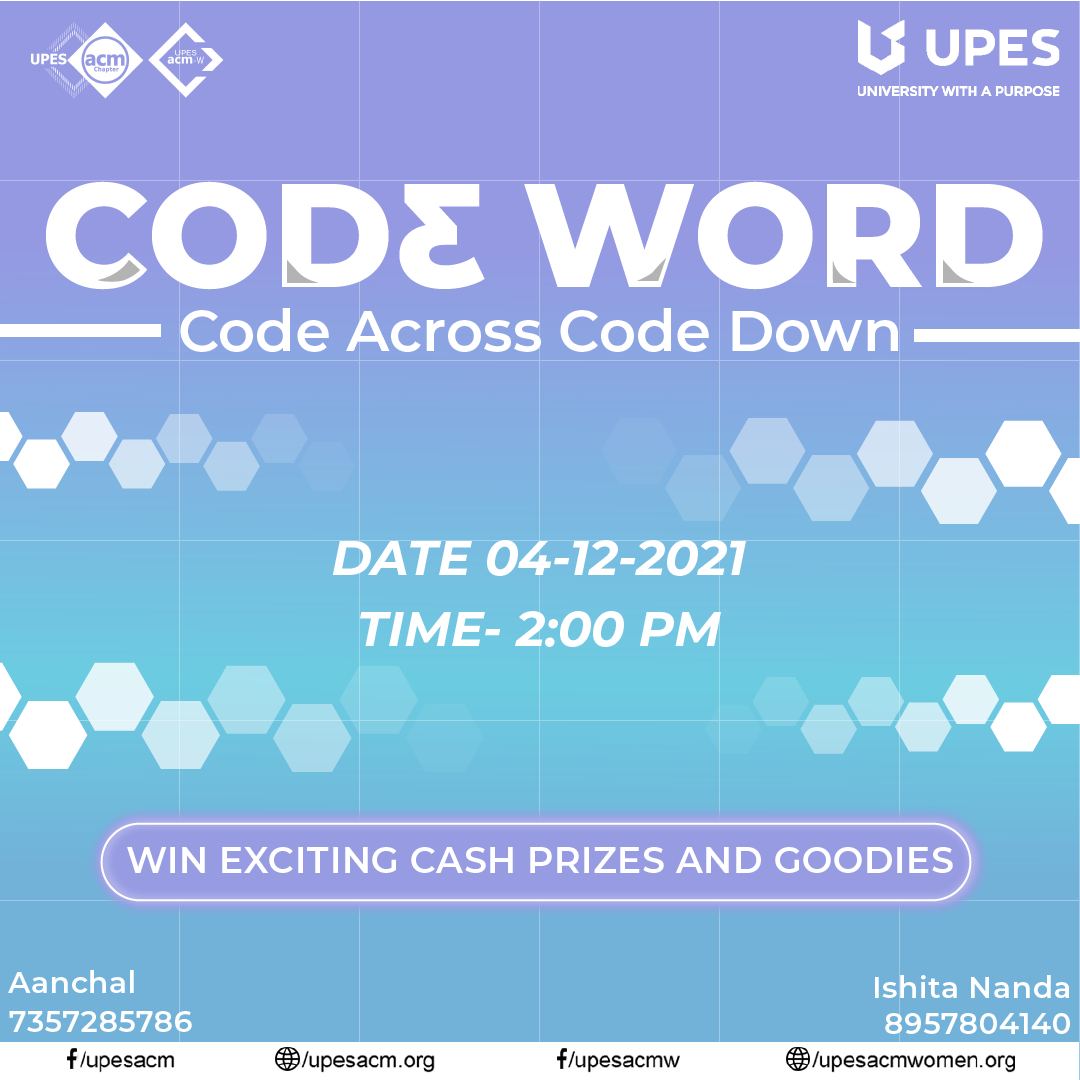 UPES acm Chapter
UPES acm-W
UPES
UNIVERSITY WITH A PURPOSE
CODE WORD
Code Across Code Down
DATE 04-12-2021
TIME- 2:00 PM
WIN EXCITING CASH PRIZES AND GOODIES
Aanchal
7357285786
Ishita Nanda
8957804140
/upesacm
/upesacm.org
/upesacmw
/upesacmwomen.org